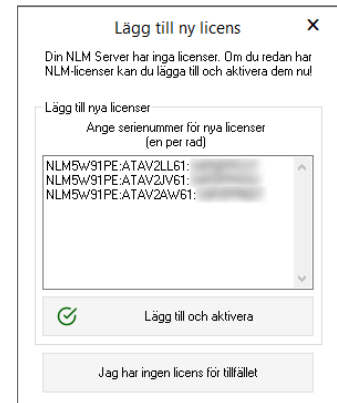 Lägg till ny licens
Din NLM Server har inga licenser. Om du redan har
NLM-licenser kan du lägga till och aktivera dem nu!
Lägg till nya licenser
Ange serienummer för nya licenser
(en per rad)
NLM5W91PE:ATAV2LL61:
NLM5W91PE:ATAV2JV61:
NLM5W91PE:ATAV2AW61:
Lägg till och aktivera
Jag har ingen licens för tillfället